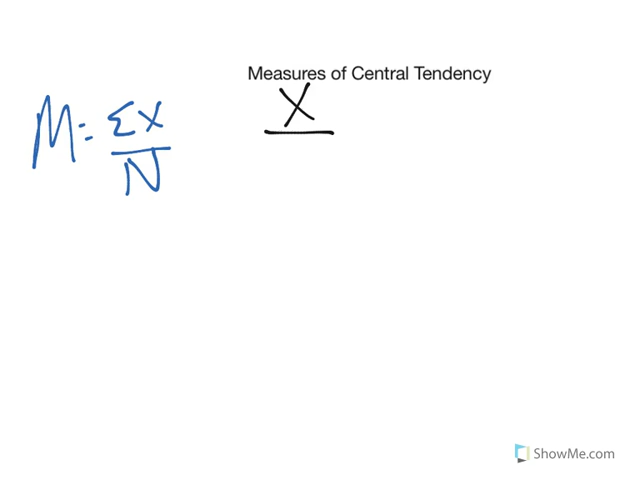 Measures of Central Tendency
M = ΣX
N
X
ShowMe.com